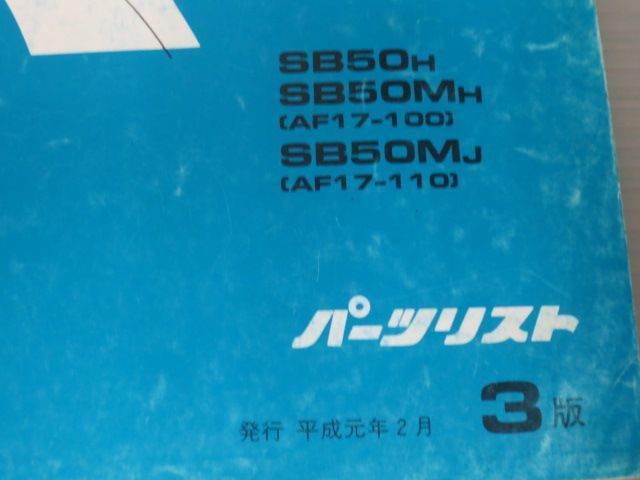 SB50H
SB50MH
(AF17-100)
SB50MJ
(AF17-110)
パーツリスト
3版
発行 平成元年2月